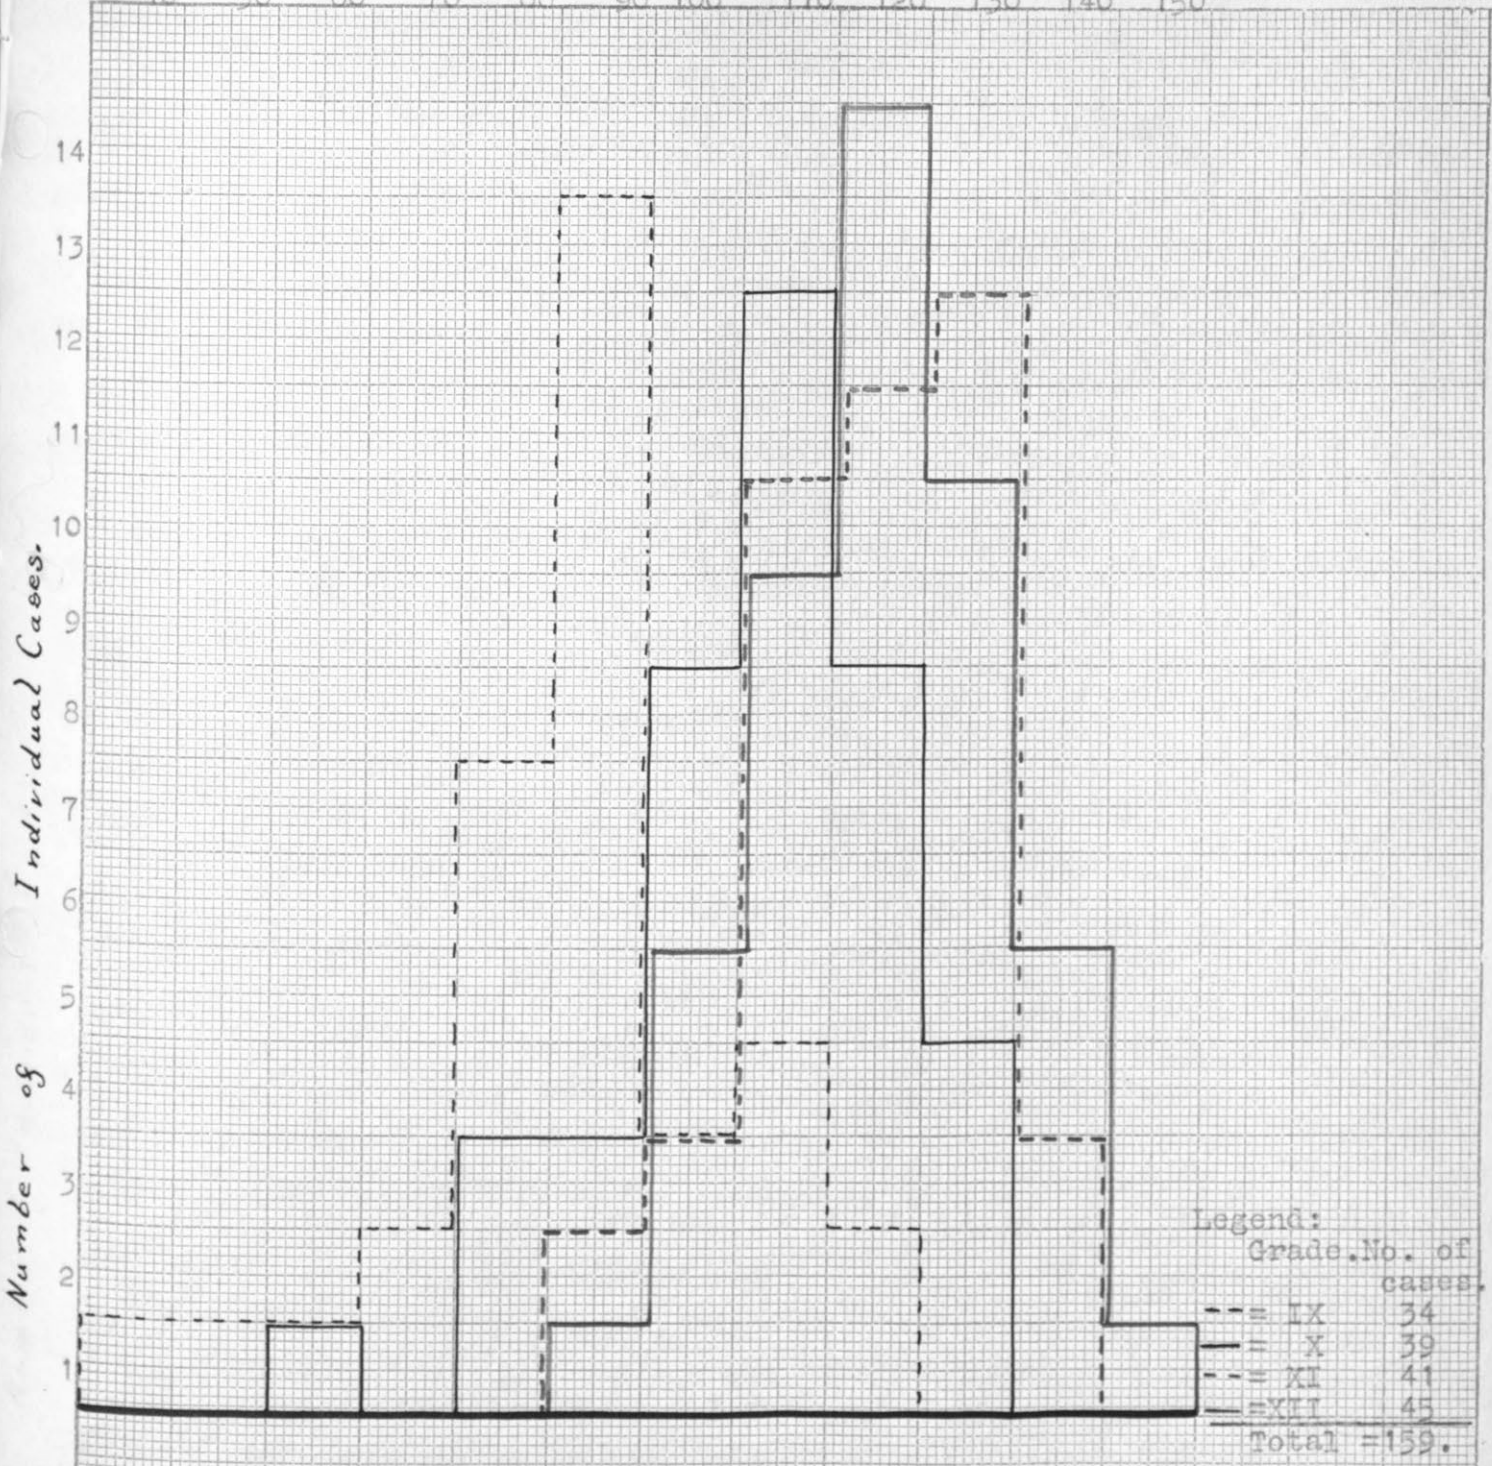 90 100 110 120 130 140 150
14
13
12
11
10
9
8
7
6
5
4
3
2
1
Number of Individual Cases.
Legend:
Grade. No. of
cases.
= IX 34
= X 39
= XI 41
=XII 45
Total =159.